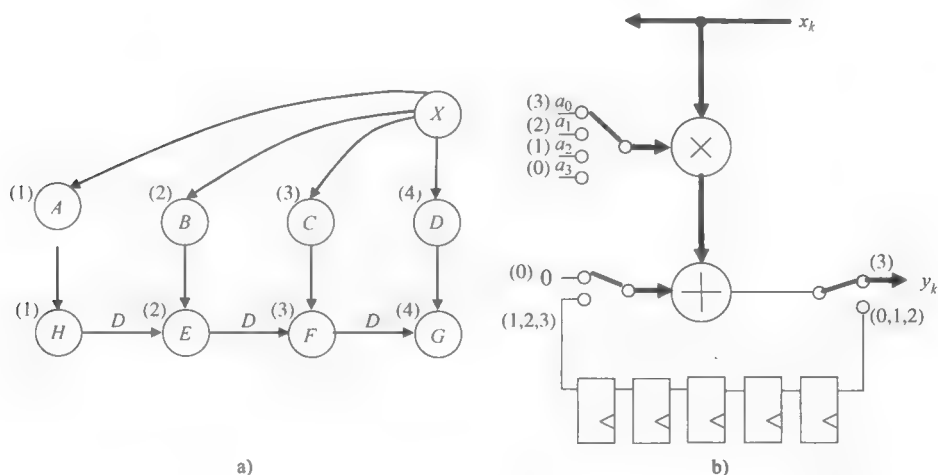 X
(1) A
(2) B
(3) C
(4) D
(1) H
D
(2) E
D
(3) F
D
(4) G
a)
x_k
(3) a_0
(2) a_1
(1) a_2
(0) a_3
×
(0) 0
(1,2,3)
+
(3)
y_k
(0,1,2)
b)